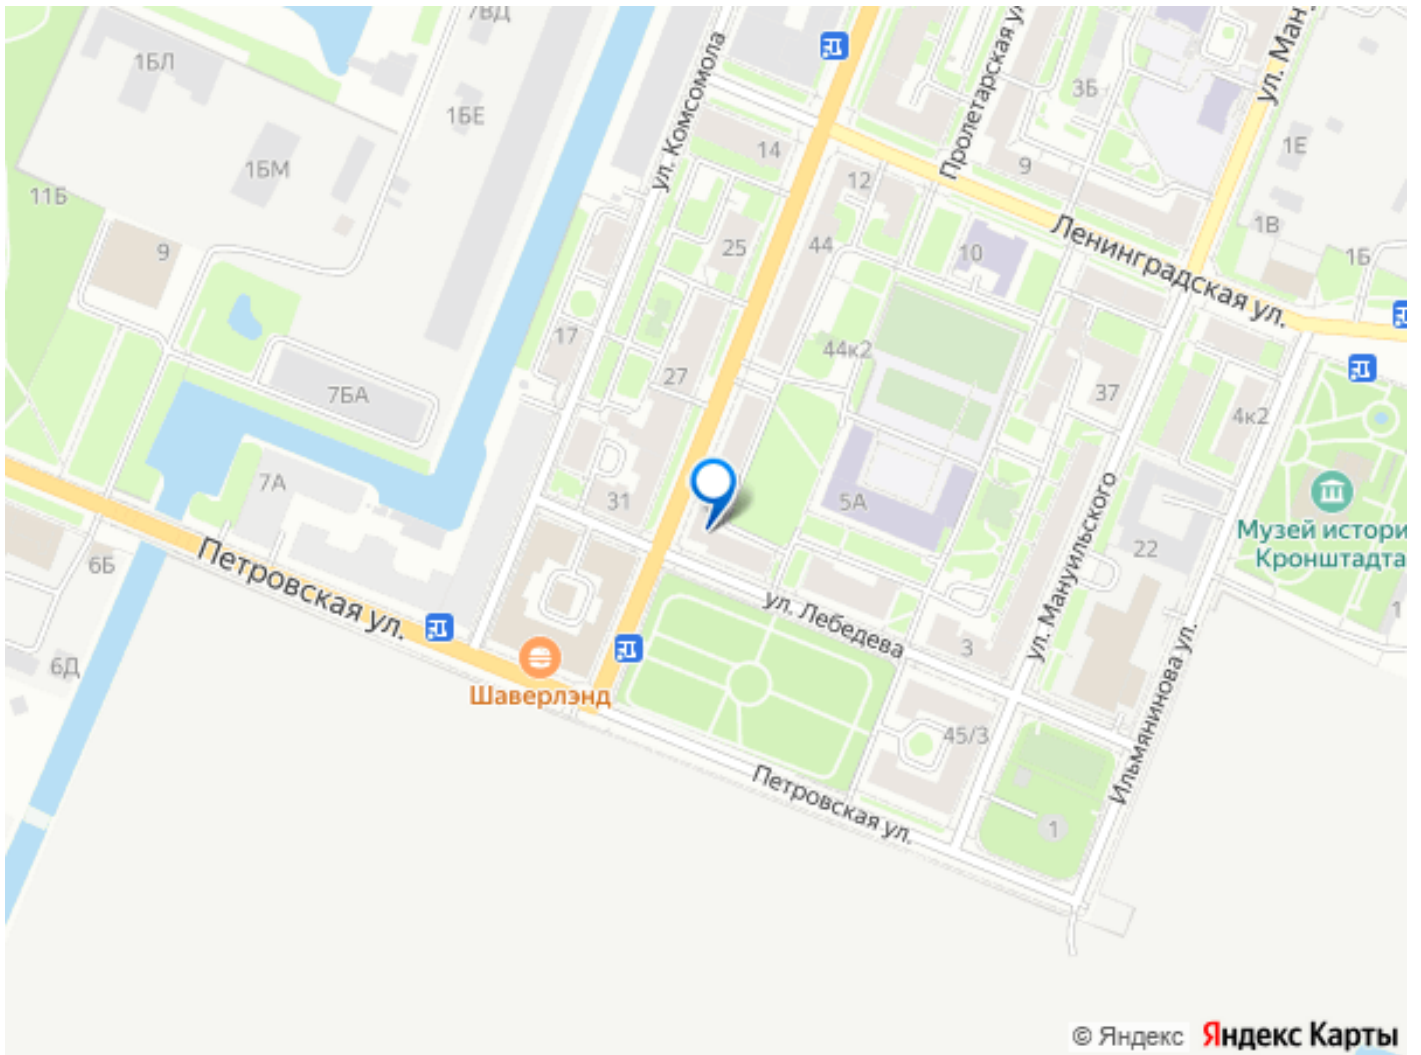 7ВД
1БЛ
1БЕ
1БМ
11Б
9
7БА
7А
6Б
6Д
ул. Комсомола
14
25
27
17
31
Петровская ул.
Шаверлэнд
Пролетарская ул
3Б
ул. Ман
9
12
44
10
Ленинградская ул.
1Е
1В
1Б
44к2
37
4к2
5А
22
ул. Мануильского
Музей истори
Кронштадта
1
ул. Лебедева
3
Ильмянинова ул.
45/3
Петровская ул.
1
© Яндекс Яндекс Карты